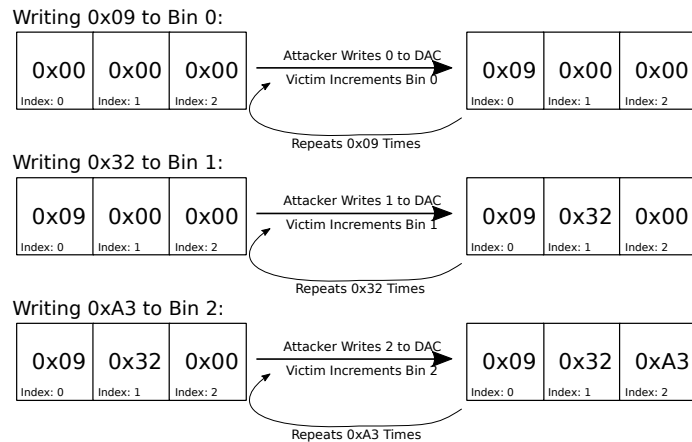 Writing 0x09 to Bin 0:
0x00 0x00 0x00 Attacker Writes 0 to DAC 0x09 0x00 0x00
Index: 0 Index: 1 Index: 2 Victim Increments Bin 0 Index: 0 Index: 1 Index: 2
Repeats 0x09 Times
Writing 0x32 to Bin 1:
0x09 0x00 0x00 Attacker Writes 1 to DAC 0x09 0x32 0x00
Index: 0 Index: 1 Index: 2 Victim Increments Bin 1 Index: 0 Index: 1 Index: 2
Repeats 0x32 Times
Writing 0xA3 to Bin 2:
0x09 0x32 0x00 Attacker Writes 2 to DAC 0x09 0x32 0xA3
Index: 0 Index: 1 Index: 2 Victim Increments Bin 2 Index: 0 Index: 1 Index: 2
Repeats 0xA3 Times